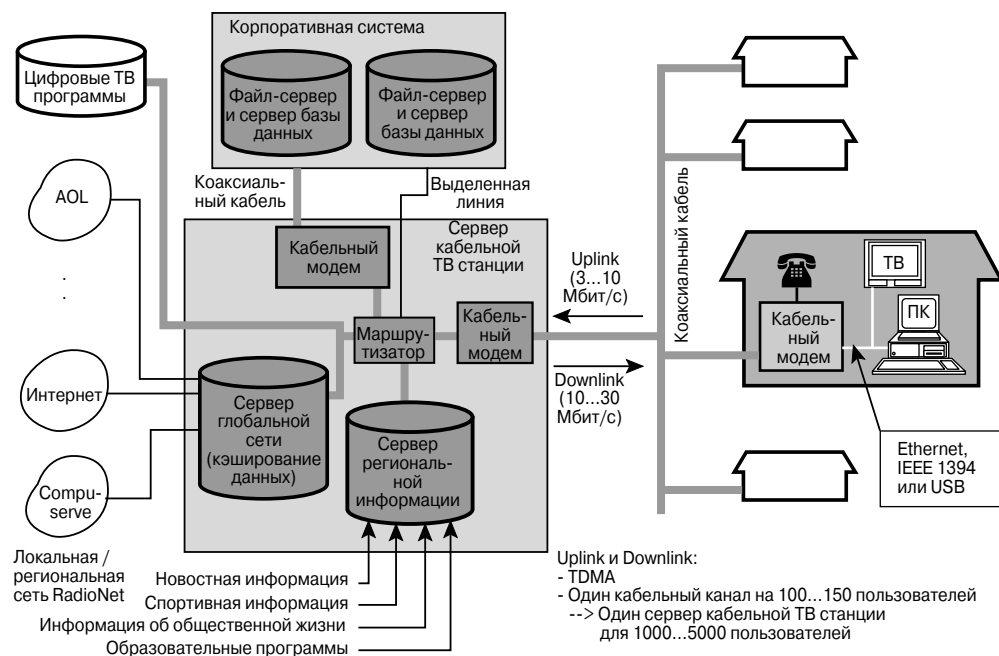 Корпоративная система
Цифровые ТВ
программы
Файл-сервер
и сервер базы
данных
Файл-сервер
и сервер
базы данных
Коаксиаль-
ный кабель
Выделенная
линия
AOL
.
.
Кабельный
модем
Сервер
кабельной
ТВ станции
Uplink
(3...10
Мбит/с)
Коаксиальный кабель
ТВ
ПК
Кабель-
ный
модем
Маршру-
тизатор
Кабель-
ный
модем
Downlink
(10...30
Мбит/с)
Интернет
Сервер
глобальной
сети
(кэширование
данных)
Сервер
региональ-
ной
информации
Ethernet,
IEEE 1394
или USB
Compu-
serve
Локальная /
региональная
сеть RadioNet
Новостная информация
Спортивная информация
Информация об общественной жизни
Образовательные программы
Uplink и Downlink:
- TDMA
- Один кабельный канал на 100...150 пользователей
--> Один сервер кабельной ТВ станции
для 1000...5000 пользователей